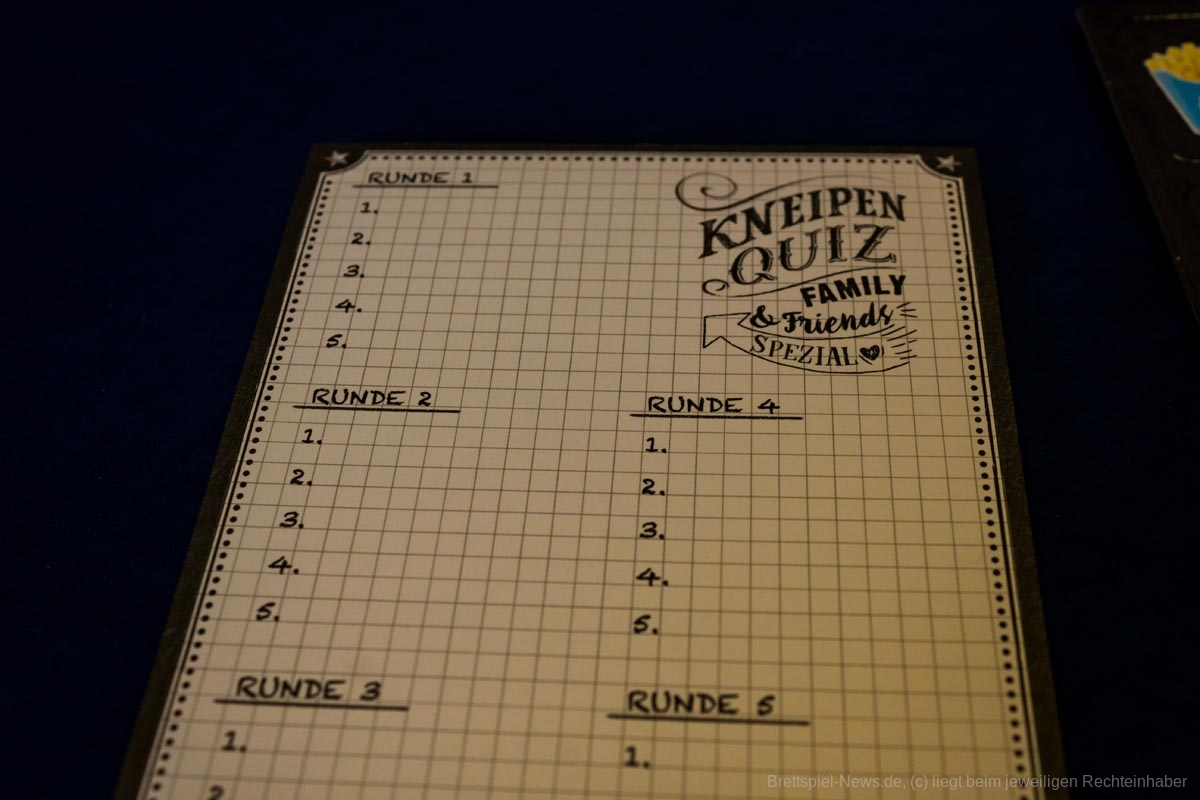 RUNDE 1
1.
2.
3.
4.
5.
KNEIPEN
QUIZ
FAMILY
& Friends
SPEZIAL
RUNDE 2
1.
2.
3.
4.
5.
RUNDE 4
1.
2.
3.
4.
5.
RUNDE 3
1.
2.
RUNDE 5
1.
Brettspiel-News.de, (c) liegt beim jeweiligen Rechteinhaber